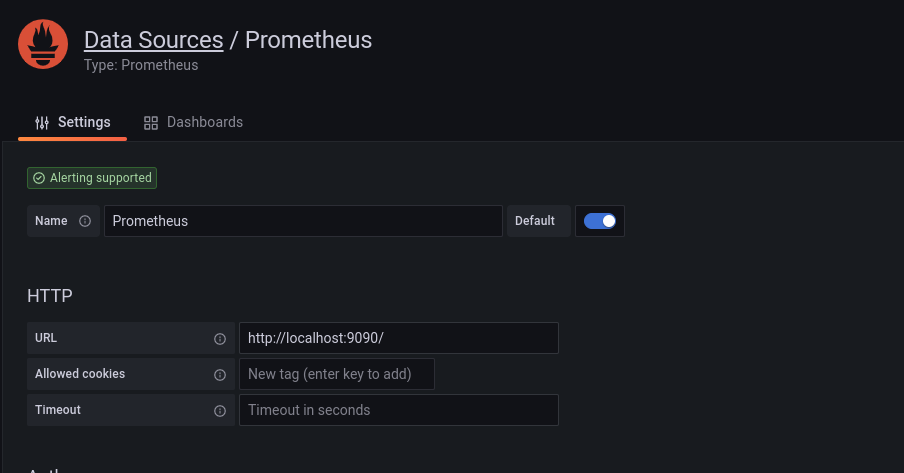 Data Sources / Prometheus
Type: Prometheus
Settings Dashboards
Alerting supported
Name Prometheus Default
HTTP
URL http://localhost:9090/
Allowed cookies New tag (enter key to add)
Timeout Timeout in seconds